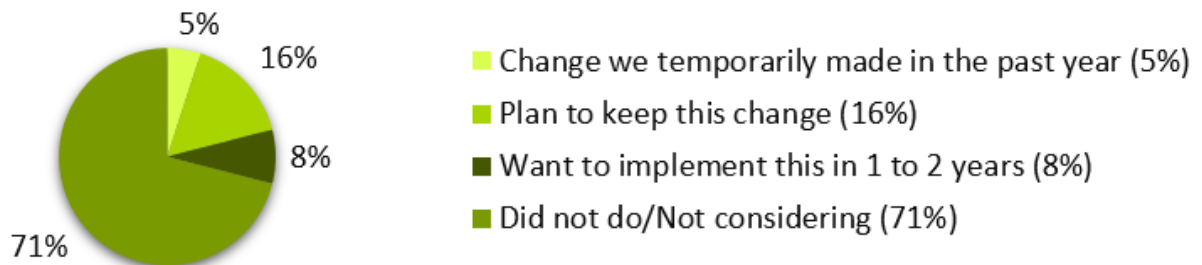 5%
16%
8%
71%
Change we temporarily made in the past year (5%)
Plan to keep this change (16%)
Want to implement this in 1 to 2 years (8%)
Did not do/Not considering (71%)